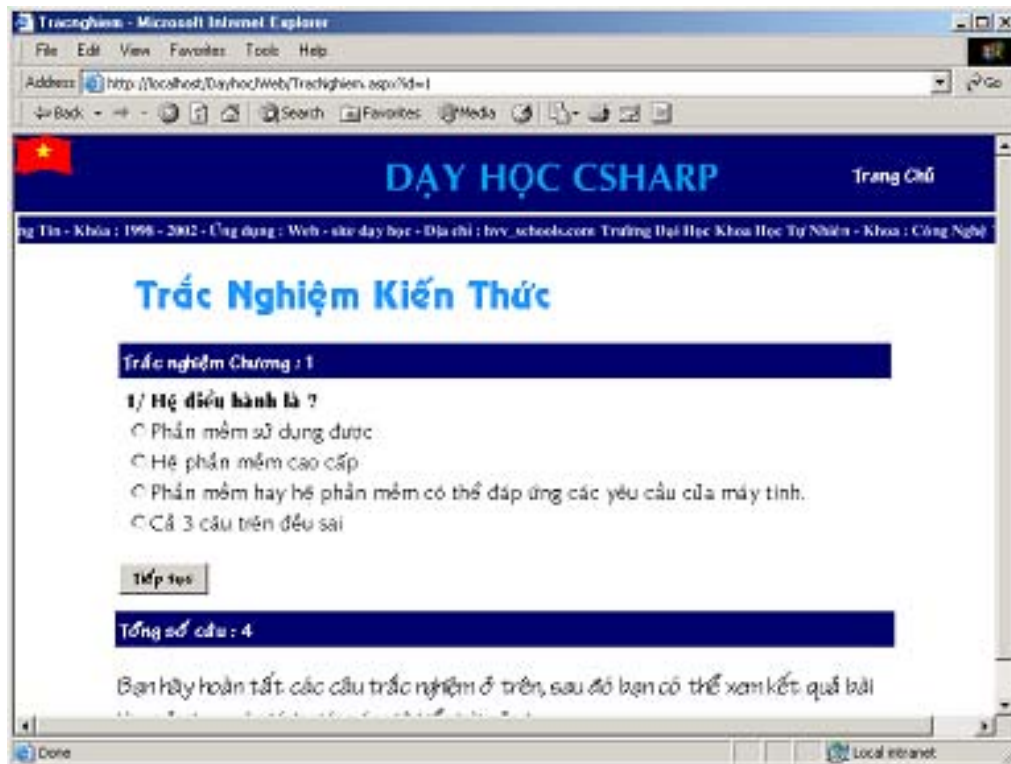 Tracnghiem - Microsoft Internet Explorer
File Edit View Favorites Tools Help
Address http://localhost/Dayhoc/Web/TracNghiem.aspx?id=1 Go
Back Search Favorites Media
DẠY HỌC CSHARP
Trang Chủ
ng Tin - Khóa : 1998 - 2002 - Ứng dụng : Web - site dạy học - Địa chỉ : hvv_schools.com Trường Đại Học Khoa Học Tự Nhiên - Khoa : Công Nghệ
Trắc Nghiệm Kiến Thức
Trắc nghiệm Chương : 1
1/ Hệ điều hành là ?
Phần mềm sử dụng được
Hệ phần mềm cao cấp
Phần mềm hay hệ phần mềm có thể đáp ứng các yêu cầu của máy tính.
Cả 3 câu trên đều sai
Tiếp tục
Tổng số câu : 4
Bạn hãy hoàn tất các câu trắc nghiệm ở trên, sau đó bạn có thể xem kết quả bài
Done
Local intranet